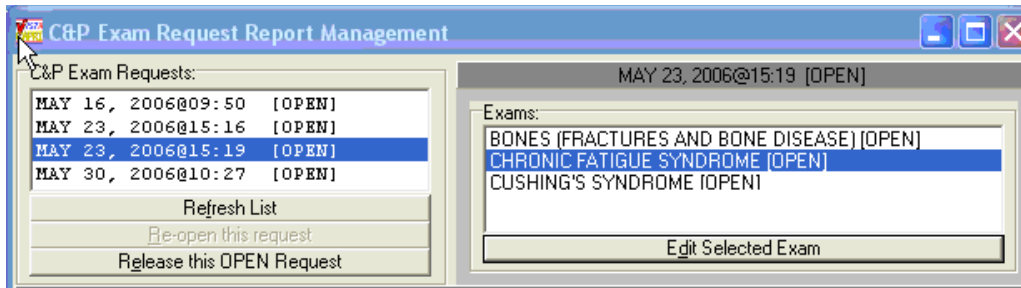 C&P Exam Request Report Management
C&P Exam Requests:
MAY 16, 2006@09:50 [OPEN]
MAY 23, 2006@15:16 [OPEN]
MAY 23, 2006@15:19 [OPEN]
MAY 30, 2006@10:27 [OPEN]
Refresh List
Re-open this request
Release this OPEN Request
MAY 23, 2006@15:19 [OPEN]
Exams:
BONES (FRACTURES AND BONE DISEASE) [OPEN]
CHRONIC FATIGUE SYNDROME [OPEN]
CUSHING'S SYNDROME [OPEN]
Edit Selected Exam